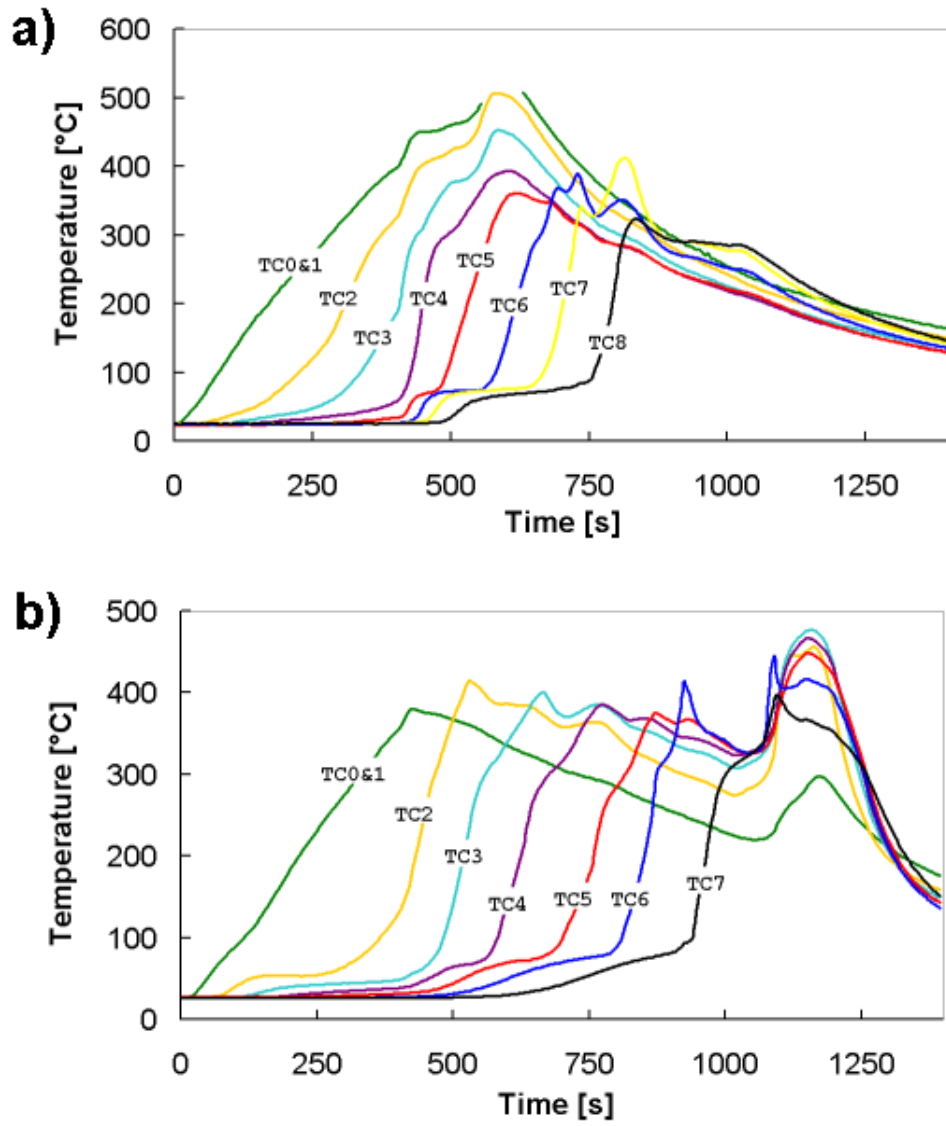 a)
600
500
400
300
200
100
0
Temperature [°C]
TC0&1
TC2
TC3
TC4
TC5
TC6
TC7
TC8
0 250 500 750 1000 1250
Time [s]
b)
500
400
300
200
100
0
Temperature [°C]
TC0&1
TC2
TC3
TC4
TC5
TC6
TC7
0 250 500 750 1000 1250
Time [s]